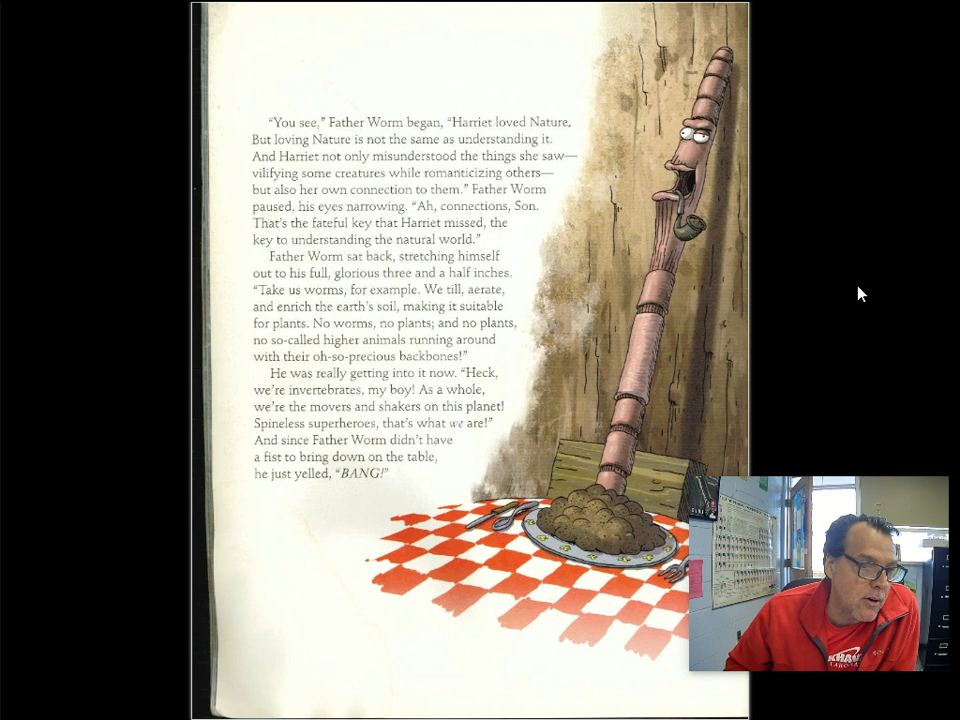 “You see,” Father Worm began, “Harriet loved Nature.
But loving Nature is not the same as understanding it.
And Harriet not only misunderstood the things she saw—
vilifying some creatures while romanticizing others—
but also her own connection to them.” Father Worm
paused, his eyes narrowing. “Ah, connections, Son.
That’s the fateful key that Harriet missed, the
key to understanding the natural world.”
Father Worm sat back, stretching himself
out to his full, glorious three and a half inches.
“Take us worms, for example. We till, aerate,
and enrich the earth’s soil, making it suitable
for plants. No worms, no plants; and no plants,
no so-called higher animals running around
with their oh-so-precious backbones!”
He was really getting into it now. “Heck,
we’re invertebrates, my boy! As a whole,
we’re the movers and shakers on this planet!
Spineless superheroes, that’s what we are!”
And since Father Worm didn’t have
a fist to bring down on the table,
he just yelled, “BANG!”